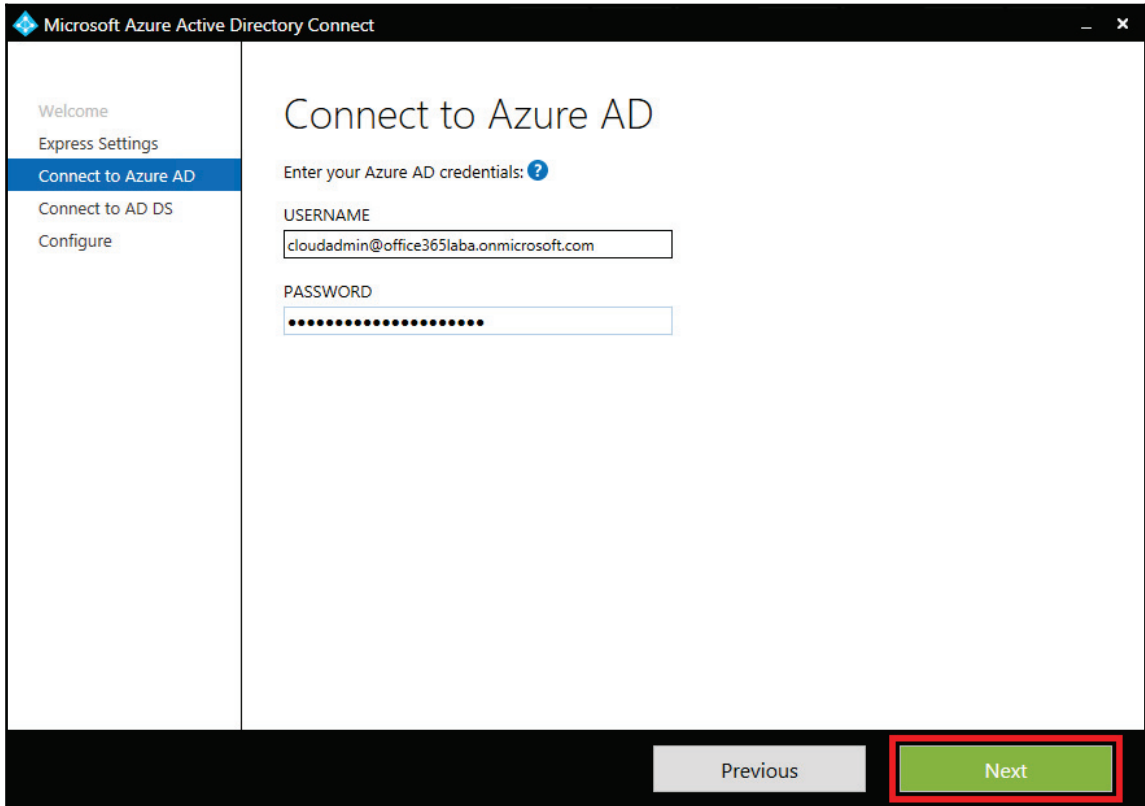 Microsoft Azure Active Directory Connect
Welcome
Express Settings
Connect to Azure AD
Connect to AD DS
Configure
Connect to Azure AD
Enter your Azure AD credentials: ?
USERNAME
cloudadmin@office365laba.onmicrosoft.com
PASSWORD
●●●●●●●●●●●●●●●●●●●●●
Previous
Next